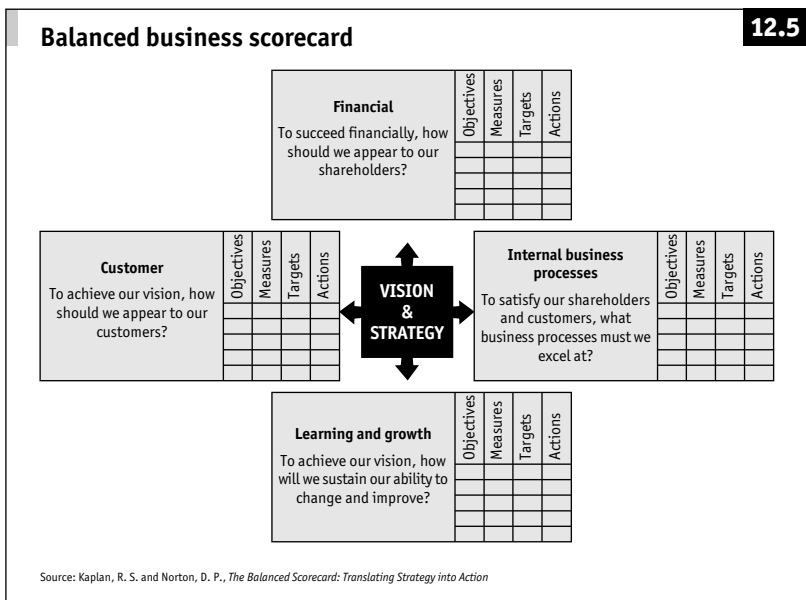 12.5
Balanced business scorecard
Financial
To succeed financially, how
should we appear to our
shareholders?
Objectives
Measures
Targets
Actions
Customer
To achieve our vision, how
should we appear to our
customers?
Objectives
Measures
Targets
Actions
VISION
&
STRATEGY
Internal business
processes
To satisfy our shareholders
and customers, what
business processes must we
excel at?
Objectives
Measures
Targets
Actions
Learning and growth
To achieve our vision, how
will we sustain our ability to
change and improve?
Objectives
Measures
Targets
Actions
Source: Kaplan, R. S. and Norton, D. P., The Balanced Scorecard: Translating Strategy into Action